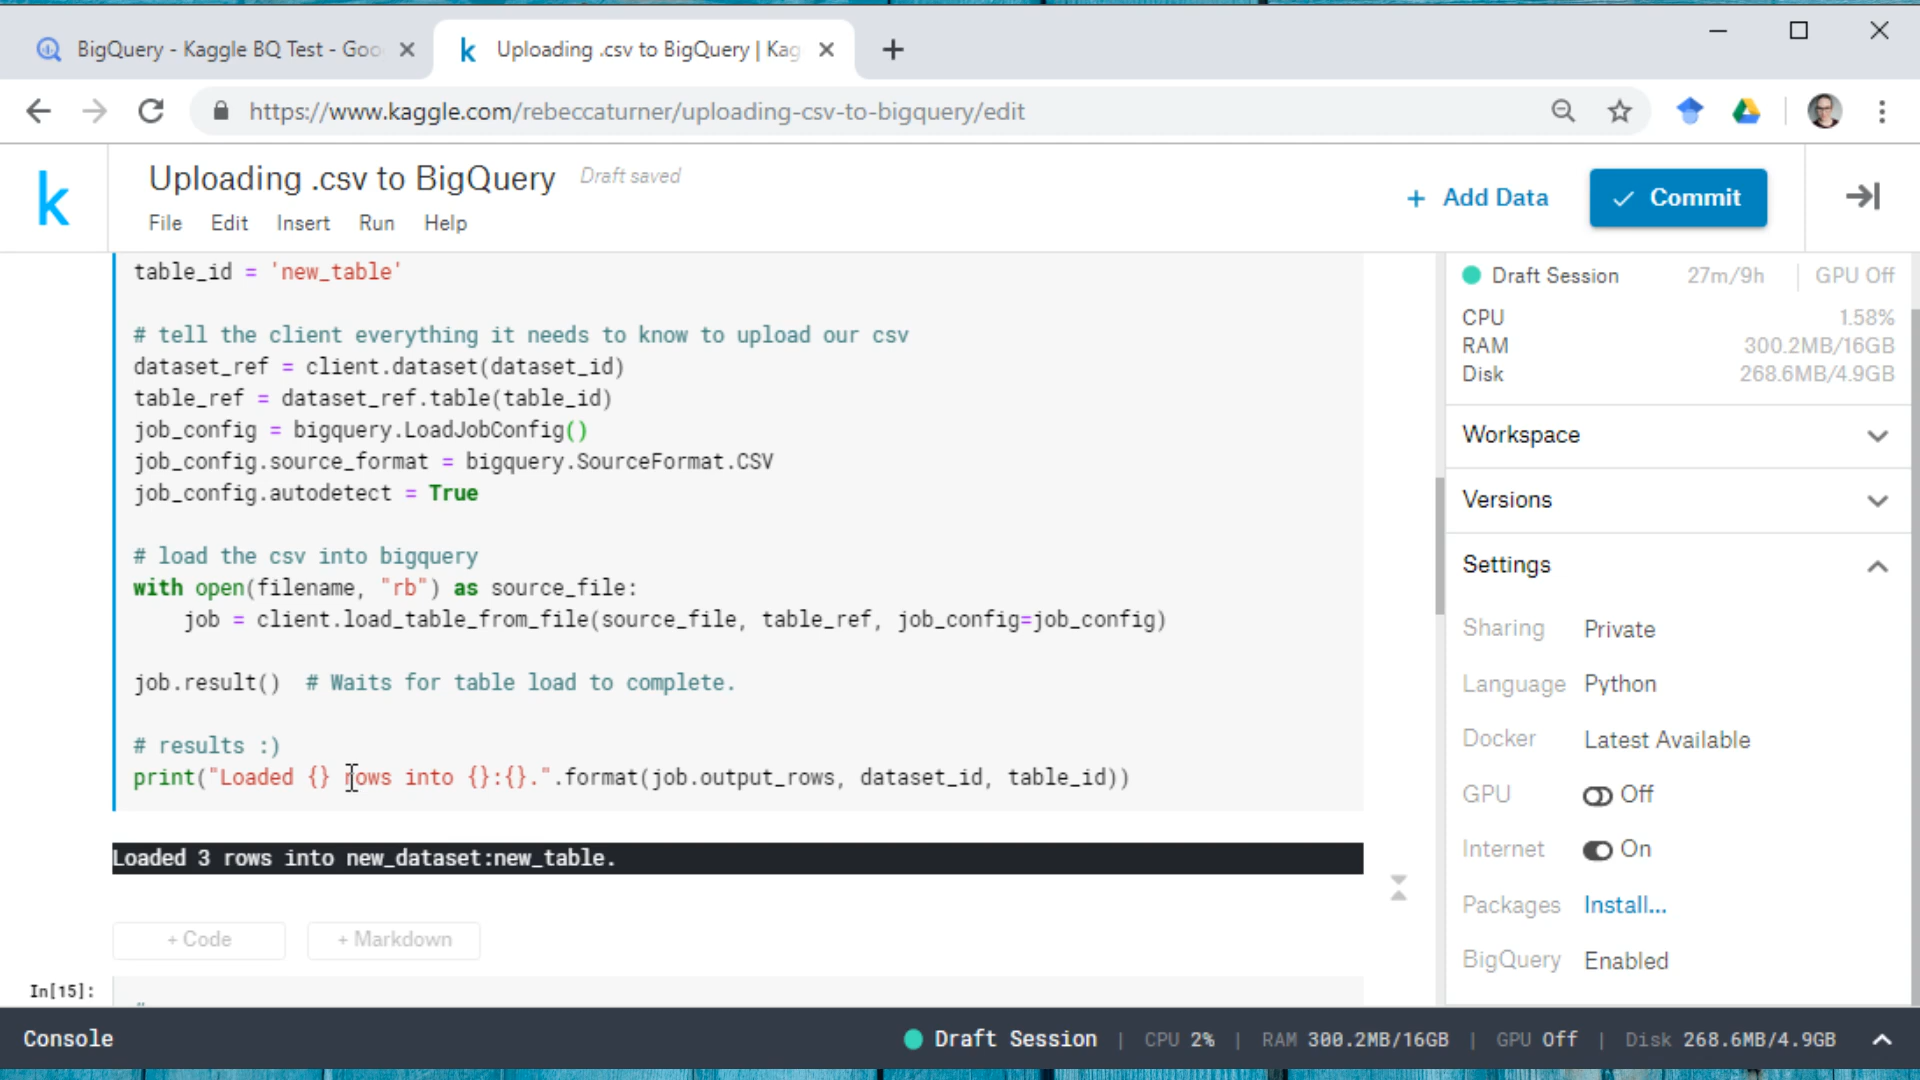 BigQuery - Kaggle BQ Test - Goo
Uploading .csv to BigQuery | Kag
https://www.kaggle.com/rebeccaturner/uploading-csv-to-bigquery/edit
k
Uploading .csv to BigQuery Draft saved
File Edit Insert Run Help
+ Add Data
Commit
table_id = 'new_table'
# tell the client everything it needs to know to upload our csv
dataset_ref = client.dataset(dataset_id)
table_ref = dataset_ref.table(table_id)
job_config = bigquery.LoadJobConfig()
job_config.source_format = bigquery.SourceFormat.CSV
job_config.autodetect = True
# load the csv into bigquery
with open(filename, "rb") as source_file:
    job = client.load_table_from_file(source_file, table_ref, job_config=job_config)
job.result()  # Waits for table load to complete.
# results :)
print("Loaded {} rows into {}:{}.".format(job.output_rows, dataset_id, table_id))
Loaded 3 rows into new_dataset:new_table.
+ Code + Markdown
In[15]:
Draft Session 27m/9h GPU Off
CPU 1.58%
RAM 300.2MB/16GB
Disk 268.6MB/4.9GB
Workspace
Versions
Settings
Sharing Private
Language Python
Docker Latest Available
GPU Off
Internet On
Packages Install...
BigQuery Enabled
Console
Draft Session | CPU 2% | RAM 300.2MB/16GB | GPU Off | Disk 268.6MB/4.9GB